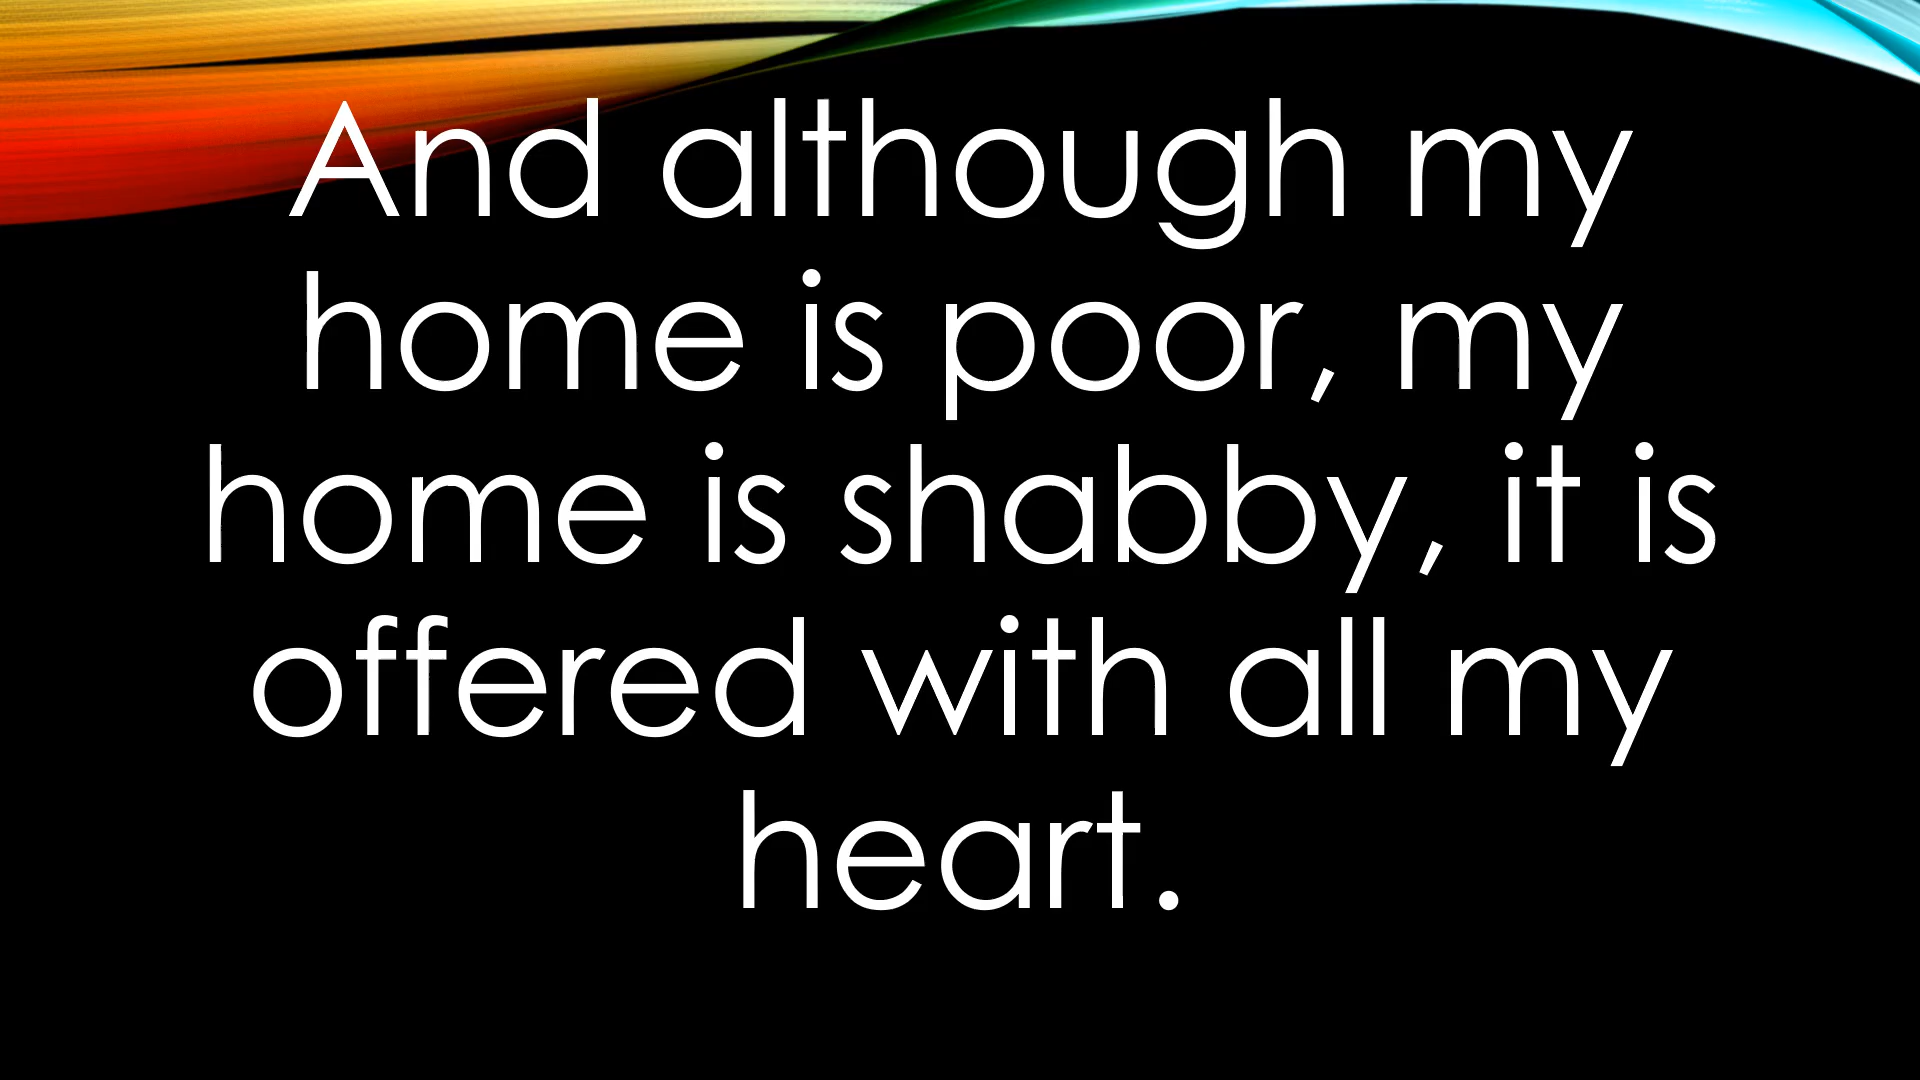 And although my
home is poor, my
home is shabby, it is
offered with all my
heart.